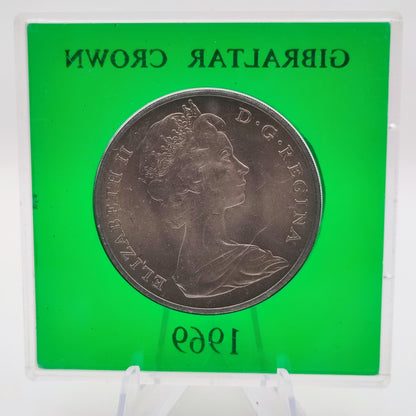 GIBRALTAR CROWN
ELIZABETH II D·G·REGINA
1969